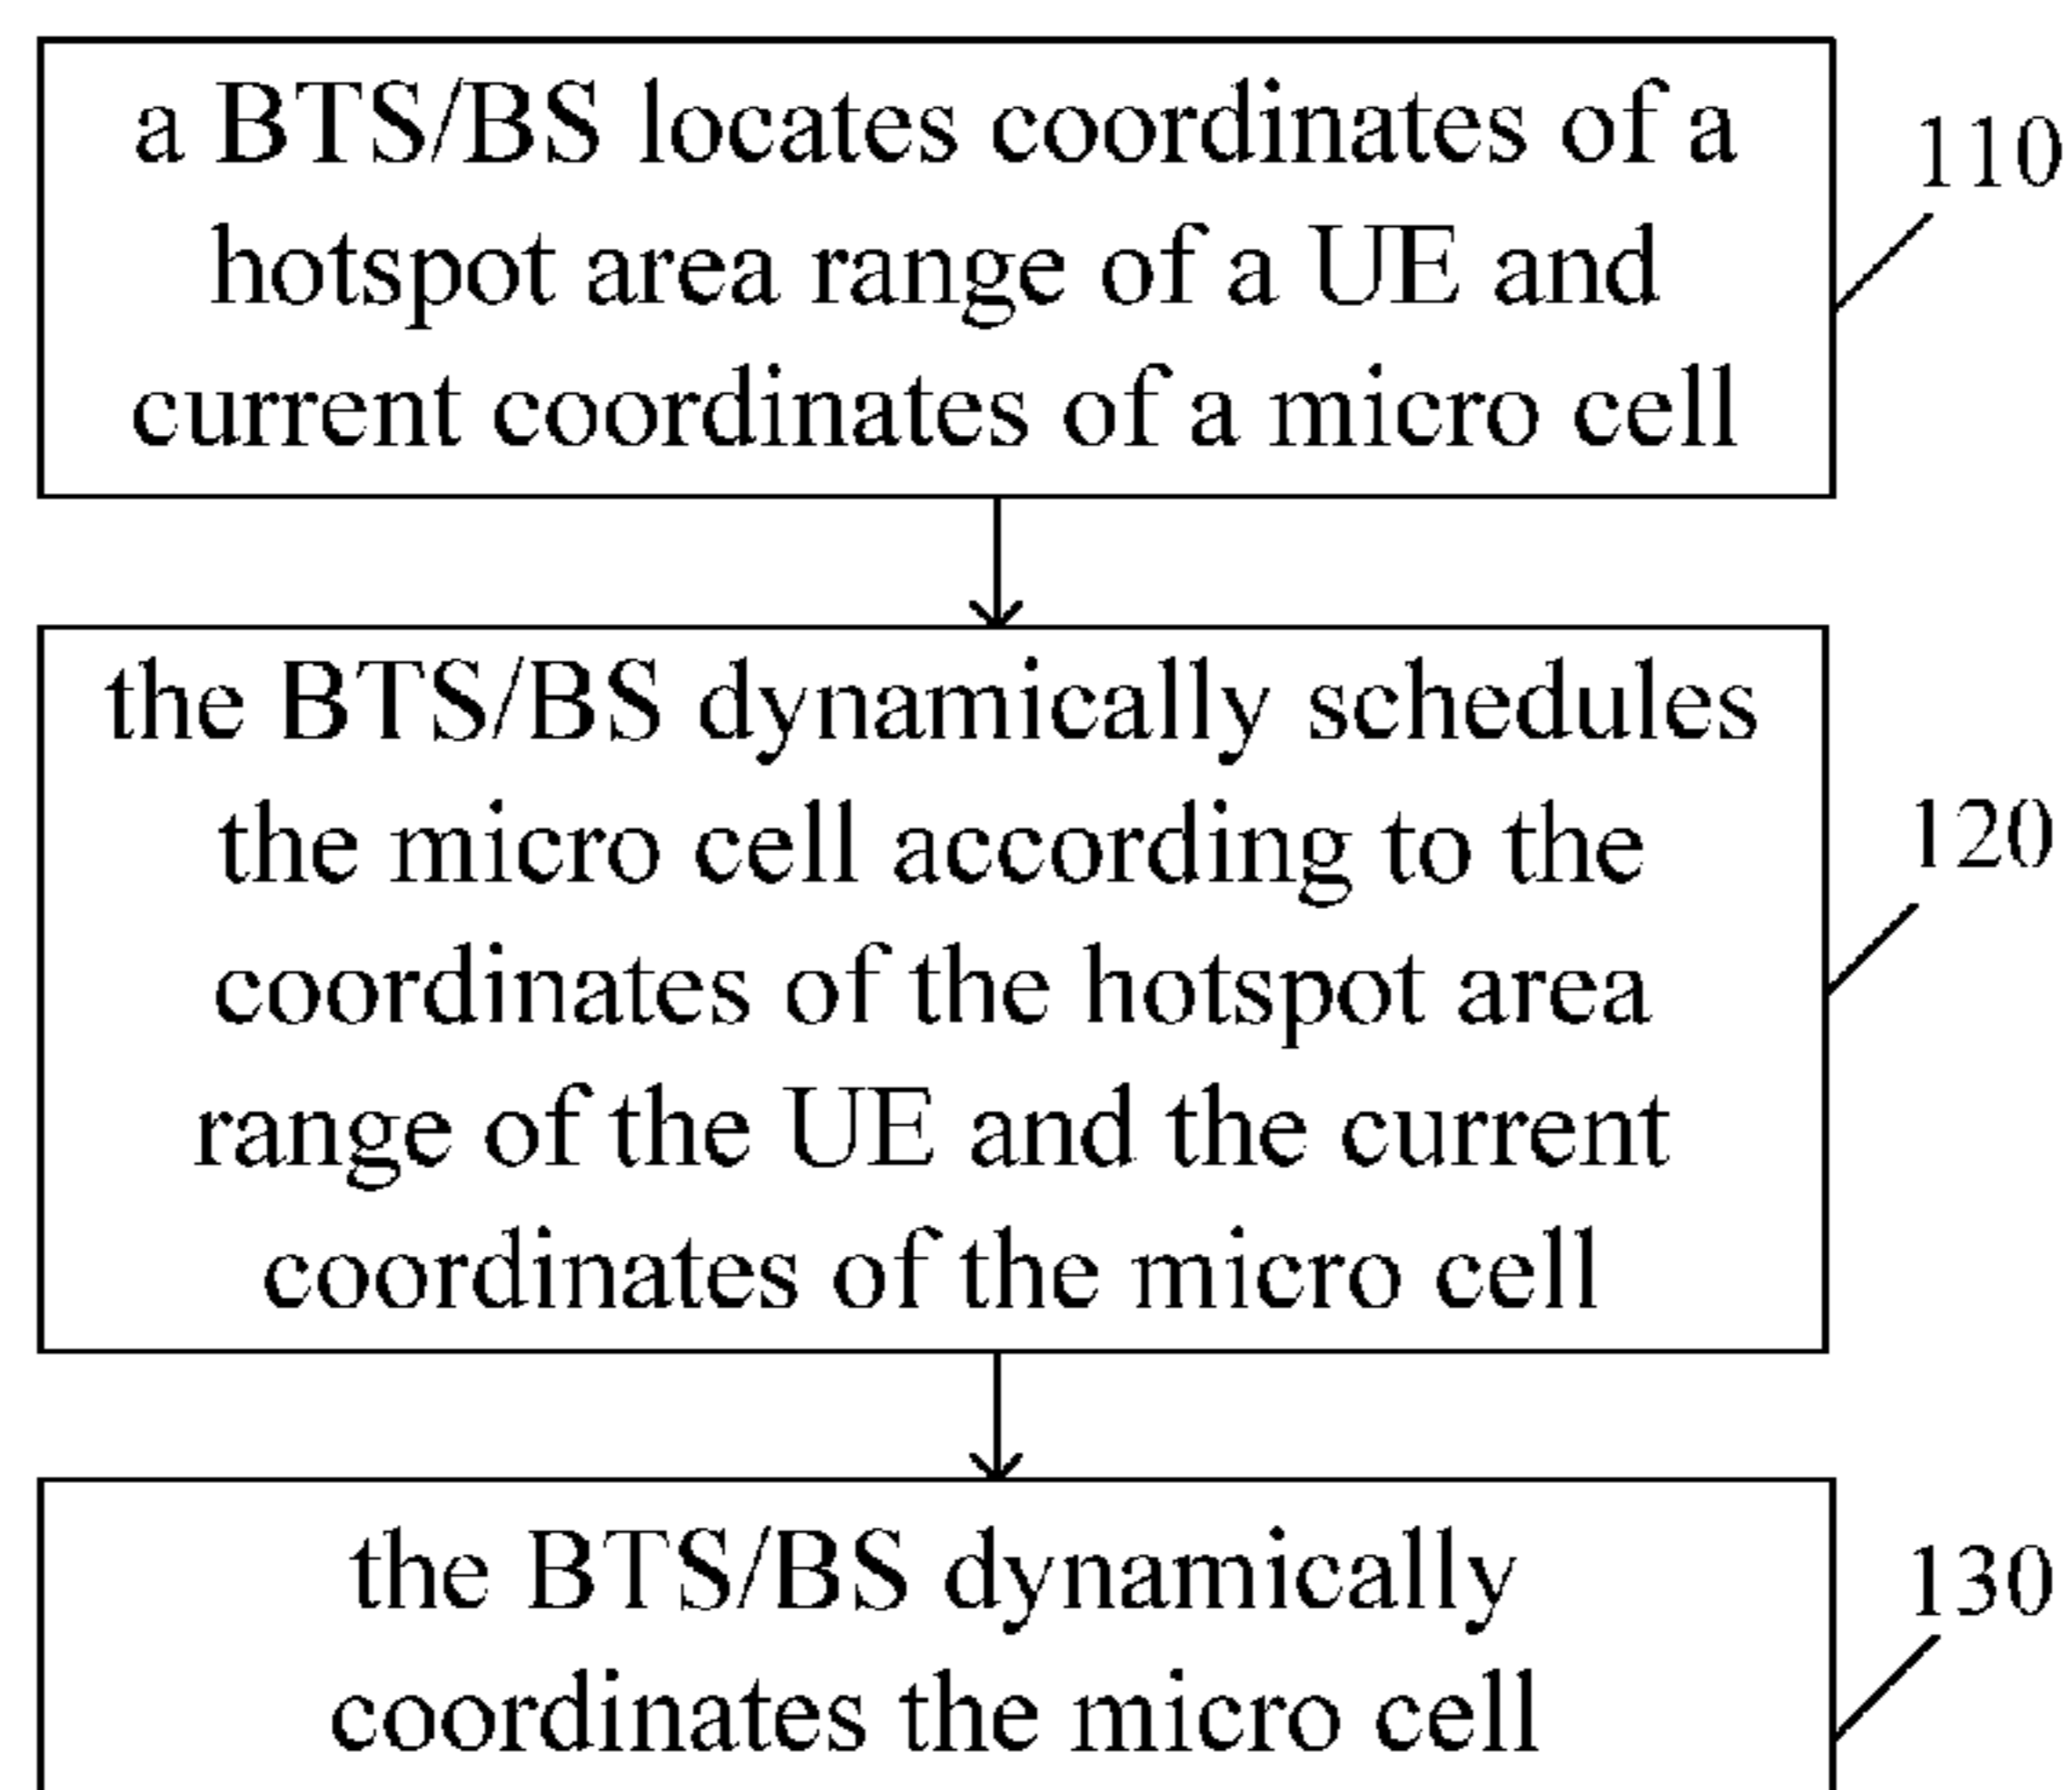 a BTS/BS locates coordinates of a
hotspot area range of a UE and
current coordinates of a micro cell
110
the BTS/BS dynamically schedules
the micro cell according to the
coordinates of the hotspot area
range of the UE and the current
coordinates of the micro cell
120
the BTS/BS dynamically
coordinates the micro cell
130